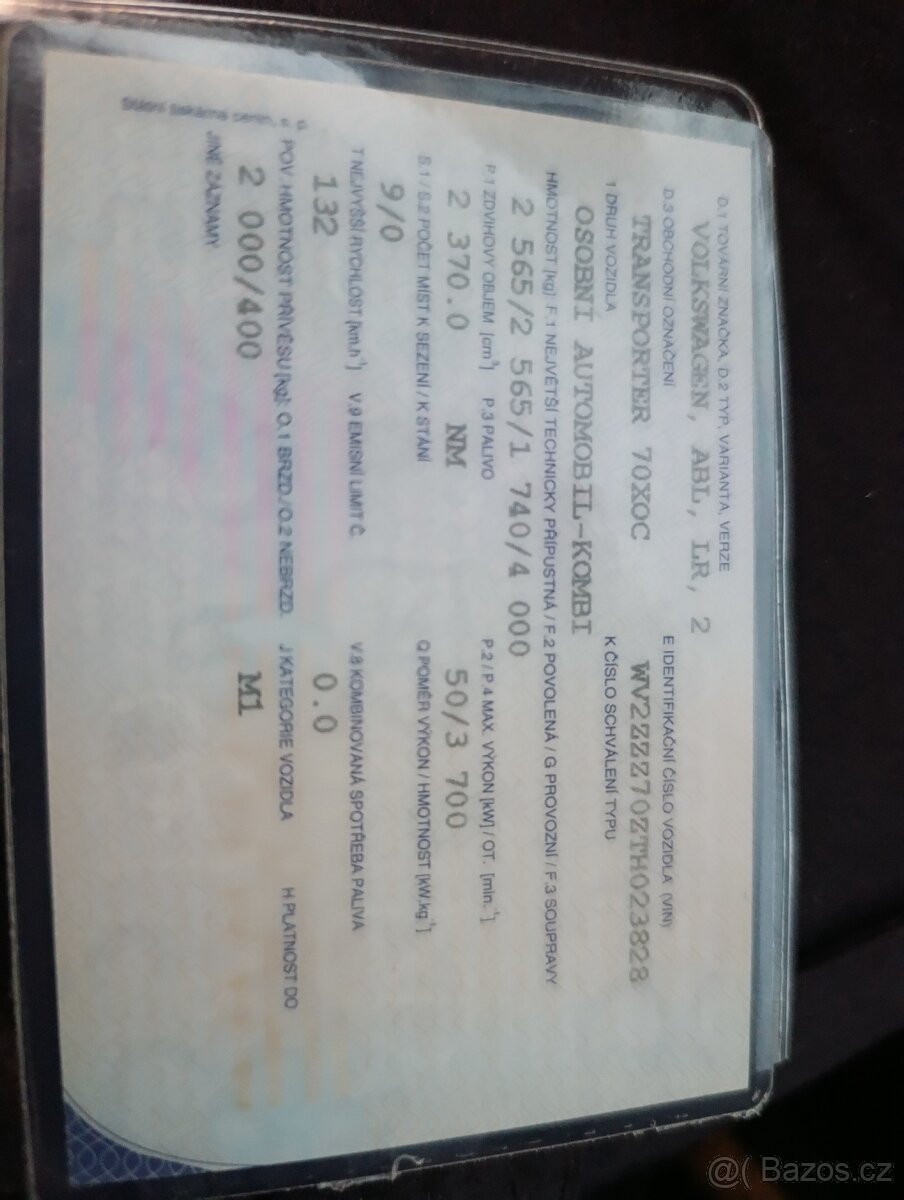 D.1 TOVÁRNÍ ZNAČKA, D.2 TYP, VARIANTA, VERZE
VOLKSWAGEN, ABL, LR, 2
D.3 OBCHODNÍ OZNAČENÍ E IDENTIFIKAČNÍ ČÍSLO VOZIDLA (VIN)
TRANSPORTER 70XOC WV2ZZZ70ZTH023828
1 DRUH VOZIDLA K ČÍSLO SCHVÁLENÍ TYPU
OSOBNÍ AUTOMOBIL-KOMBI
HMOTNOST [kg] F.1 NEJVĚTŠÍ TECHNICKY PŘÍPUSTNÁ / F.2 POVOLENÁ / G PROVOZNÍ / F.3 SOUPRAVY
2 565/2 565/1 740/4 000
P.1 ZDVIHOVÝ OBJEM [cm³] P.3 PALIVO P.2 / P.4 MAX. VÝKON [kW] / OT. [min.⁻¹]
2 370.0 NM 50/3 700
S.1 / S.2 POČET MÍST K SEZENÍ / K STÁNÍ Q POMĚR VÝKON / HMOTNOST [kW.kg⁻¹]
9/0
T NEJVYŠŠÍ RYCHLOST [km.h⁻¹] V.9 EMISNÍ LIMIT Č. V.8 KOMBINOVANÁ SPOTŘEBA PALIVA
132 0.0
POV. HMOTNOST PŘÍVĚSU [kg]: O.1 BRZD./O.2 NEBRZD. J KATEGORIE VOZIDLA H PLATNOST DO
2 000/400 M1
JINÉ ZÁZNAMY
Státní tiskárna cenin, s. p.
@( Bazos.cz